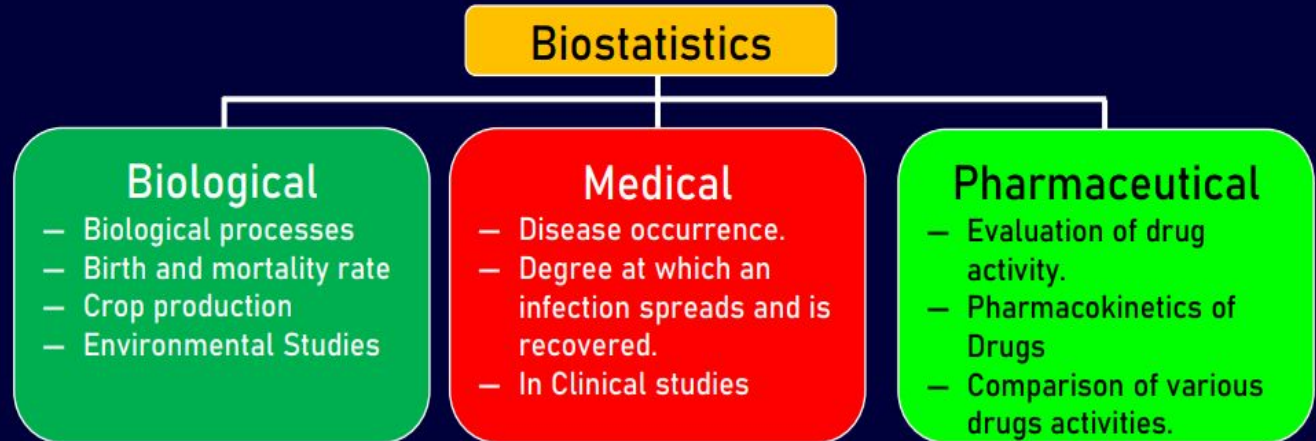 Biostatistics
Biological
– Biological processes
– Birth and mortality rate
– Crop production
– Environmental Studies
Medical
– Disease occurrence.
– Degree at which an
infection spreads and is
recovered.
– In Clinical studies
Pharmaceutical
– Evaluation of drug
activity.
– Pharmacokinetics of
Drugs
– Comparison of various
drugs activities.